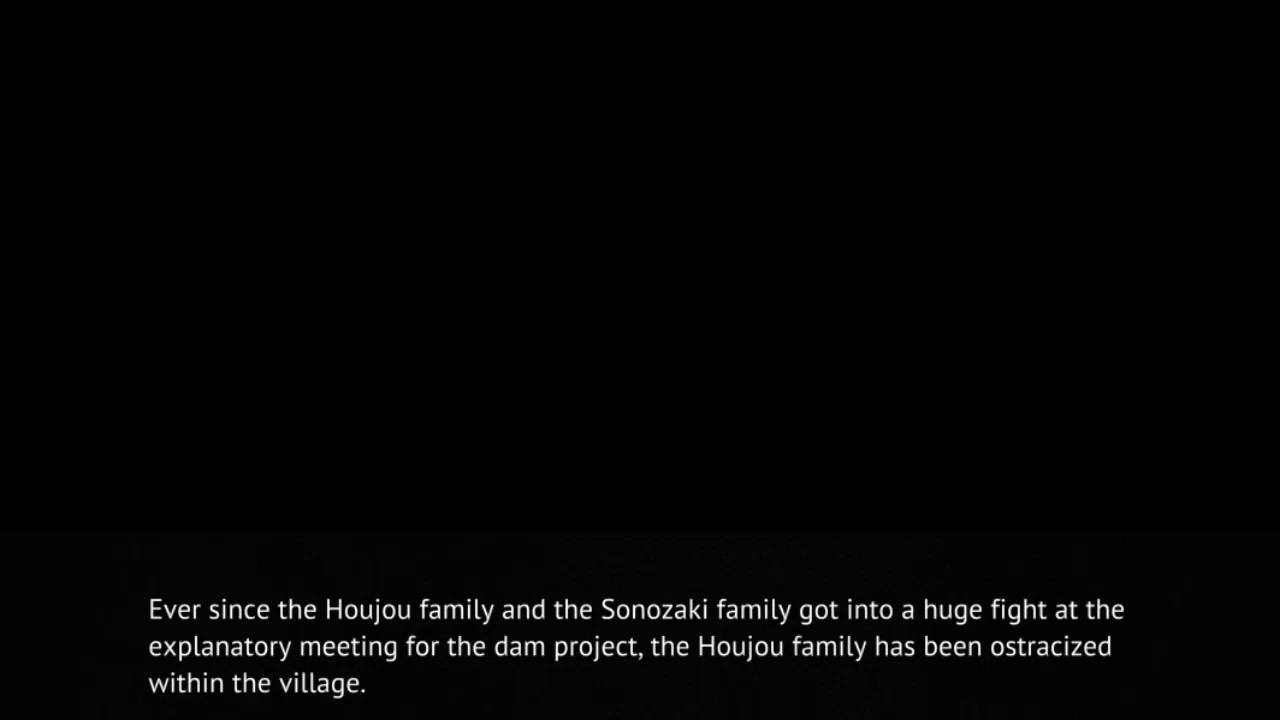 Ever since the Houjou family and the Sonozaki family got into a huge fight at the
explanatory meeting for the dam project, the Houjou family has been ostracized
within the village.